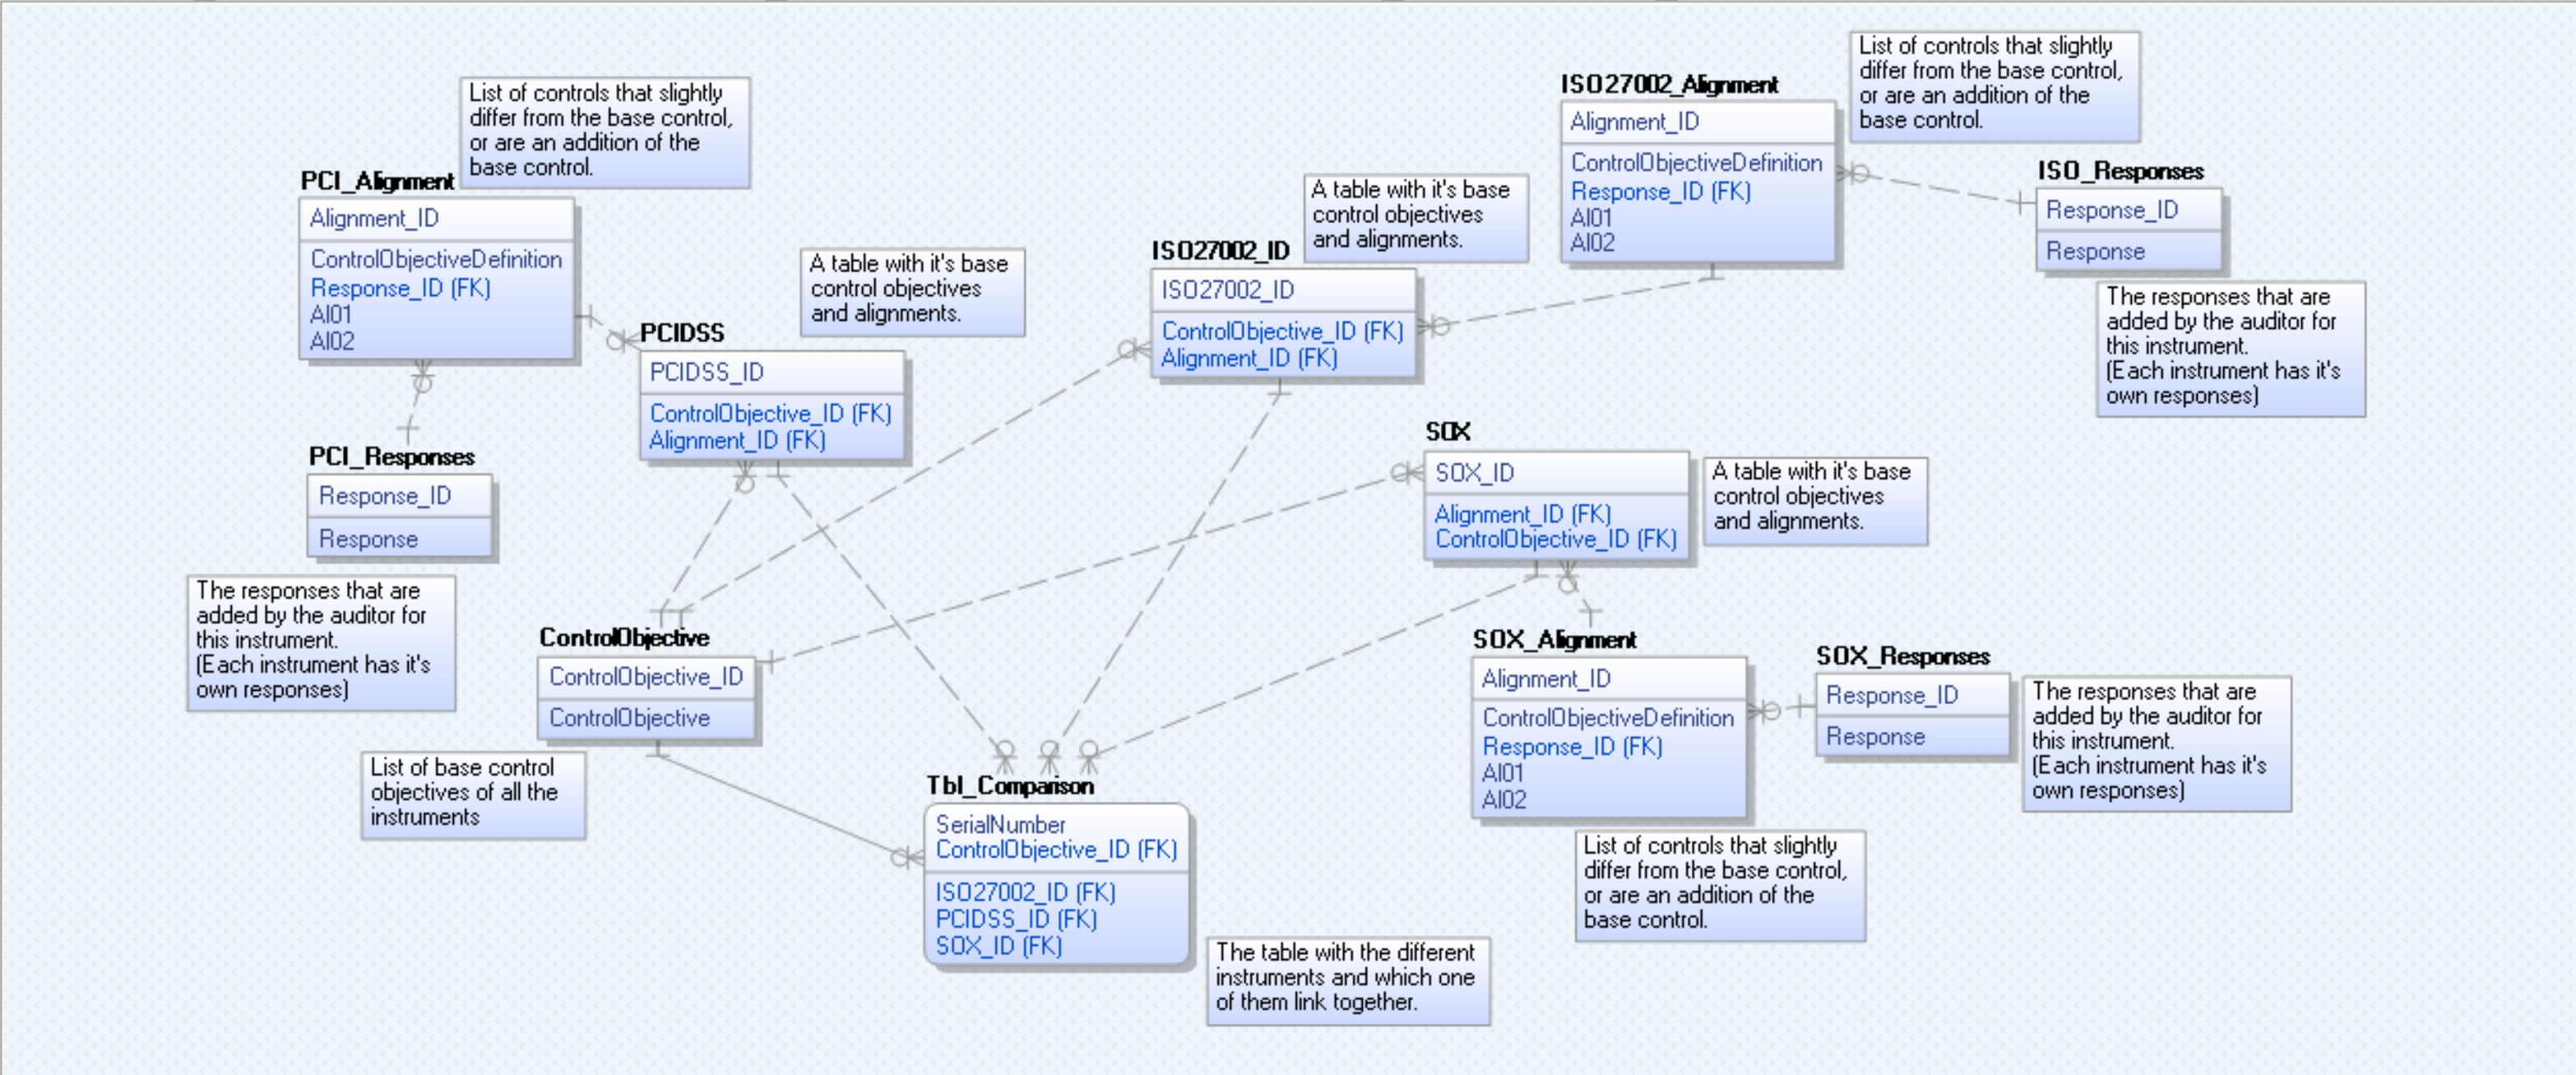 List of controls that slightly
differ from the base control,
or are an addition of the
base control.
PCI_Alignment
Alignment_ID
ControlObjectiveDefinition
Response_ID (FK)
AI01
AI02
PCI_Responses
Response_ID
Response
The responses that are
added by the auditor for
this instrument.
(Each instrument has it's
own responses)
A table with it's base
control objectives
and alignments.
PCIDSS
PCIDSS_ID
ControlObjective_ID (FK)
Alignment_ID (FK)
ControlObjective
ControlObjective_ID
ControlObjective
List of base control
objectives of all the
instruments
A table with it's base
control objectives
and alignments.
ISO27002_ID
ISO27002_ID
ControlObjective_ID (FK)
Alignment_ID (FK)
ISO27002_Alignment
Alignment_ID
ControlObjectiveDefinition
Response_ID (FK)
AI01
AI02
List of controls that slightly
differ from the base control,
or are an addition of the
base control.
ISO_Responses
Response_ID
Response
The responses that are
added by the auditor for
this instrument.
(Each instrument has it's
own responses)
SOX
SOX_ID
Alignment_ID (FK)
ControlObjective_ID (FK)
A table with it's base
control objectives
and alignments.
SOX_Alignment
Alignment_ID
ControlObjectiveDefinition
Response_ID (FK)
AI01
AI02
SOX_Responses
Response_ID
Response
The responses that are
added by the auditor for
this instrument.
(Each instrument has it's
own responses)
List of controls that slightly
differ from the base control,
or are an addition of the
base control.
Tbl_Comparison
SerialNumber
ControlObjective_ID (FK)
ISO27002_ID (FK)
PCIDSS_ID (FK)
SOX_ID (FK)
The table with the different
instruments and which one
of them link together.